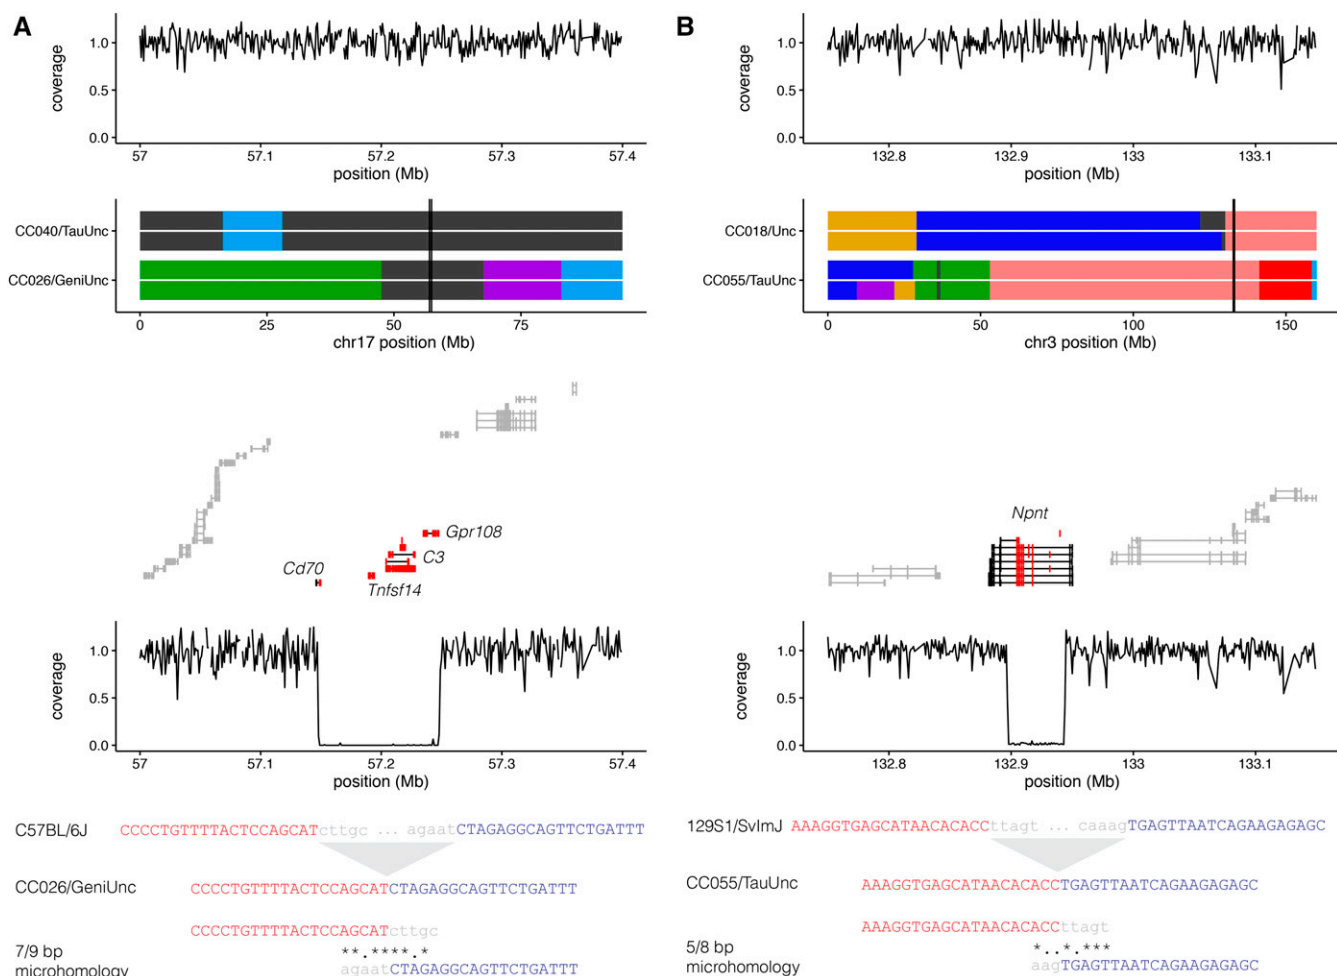 A
B
coverage
1.0
0.5
0.0
57
57.1
57.2
57.3
57.4
position (Mb)
coverage
1.0
0.5
0.0
132.8
132.9
133
133.1
position (Mb)
CC040/TauUnc
CC026/GeniUnc
0
25
50
75
chr17 position (Mb)
CC018/Unc
CC055/TauUnc
0
50
100
150
chr3 position (Mb)
Gpr108
C3
Cd70
Tnfsf14
Npnt
coverage
1.0
0.5
0.0
57
57.1
57.2
57.3
57.4
position (Mb)
coverage
1.0
0.5
0.0
132.8
132.9
133
133.1
position (Mb)
C57BL/6J CCCCTGTTTTACTCCAGCATcttgc ... agaatCTAGAGGCAGTTCTGATTT
CC026/GeniUnc CCCCTGTTTTACTCCAGCATCTAGAGGCAGTTCTGATTT
CCCCTGTTTTACTCCAGCATcttgc
7/9 bp **.****.*
microhomology agaatCTAGAGGCAGTTCTGATTT
129S1/SvImJ AAAGGTGAGCATAACACACCttagt ... caaagTGAGTTAATCAGAAGAGAGC
CC055/TauUnc AAAGGTGAGCATAACACACCTGAGTTAATCAGAAGAGAGC
AAAGGTGAGCATAACACACCttagt
5/8 bp *..*.***
microhomology aagTGAGTTAATCAGAAGAGAGC